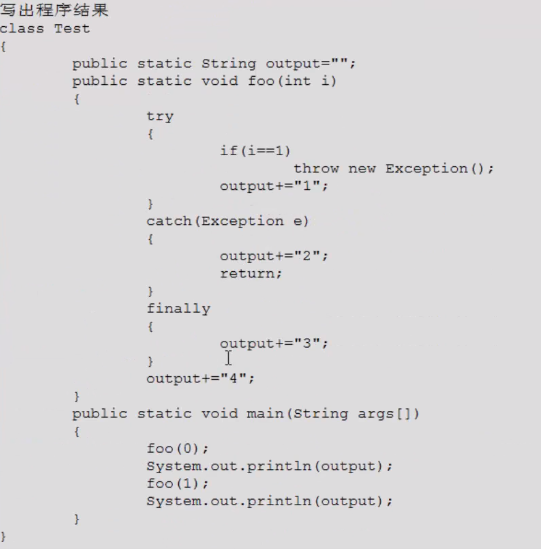 写出程序结果
class Test
{
public static String output="";
public static void foo(int i)
{
try
{
if(i==1)
throw new Exception();
output+="1";
}
catch(Exception e)
{
output+="2";
return;
}
finally
{
output+="3";
}
output+="4";
}
public static void main(String args[])
{
foo(0);
System.out.println(output);
foo(1);
System.out.println(output);
}
}